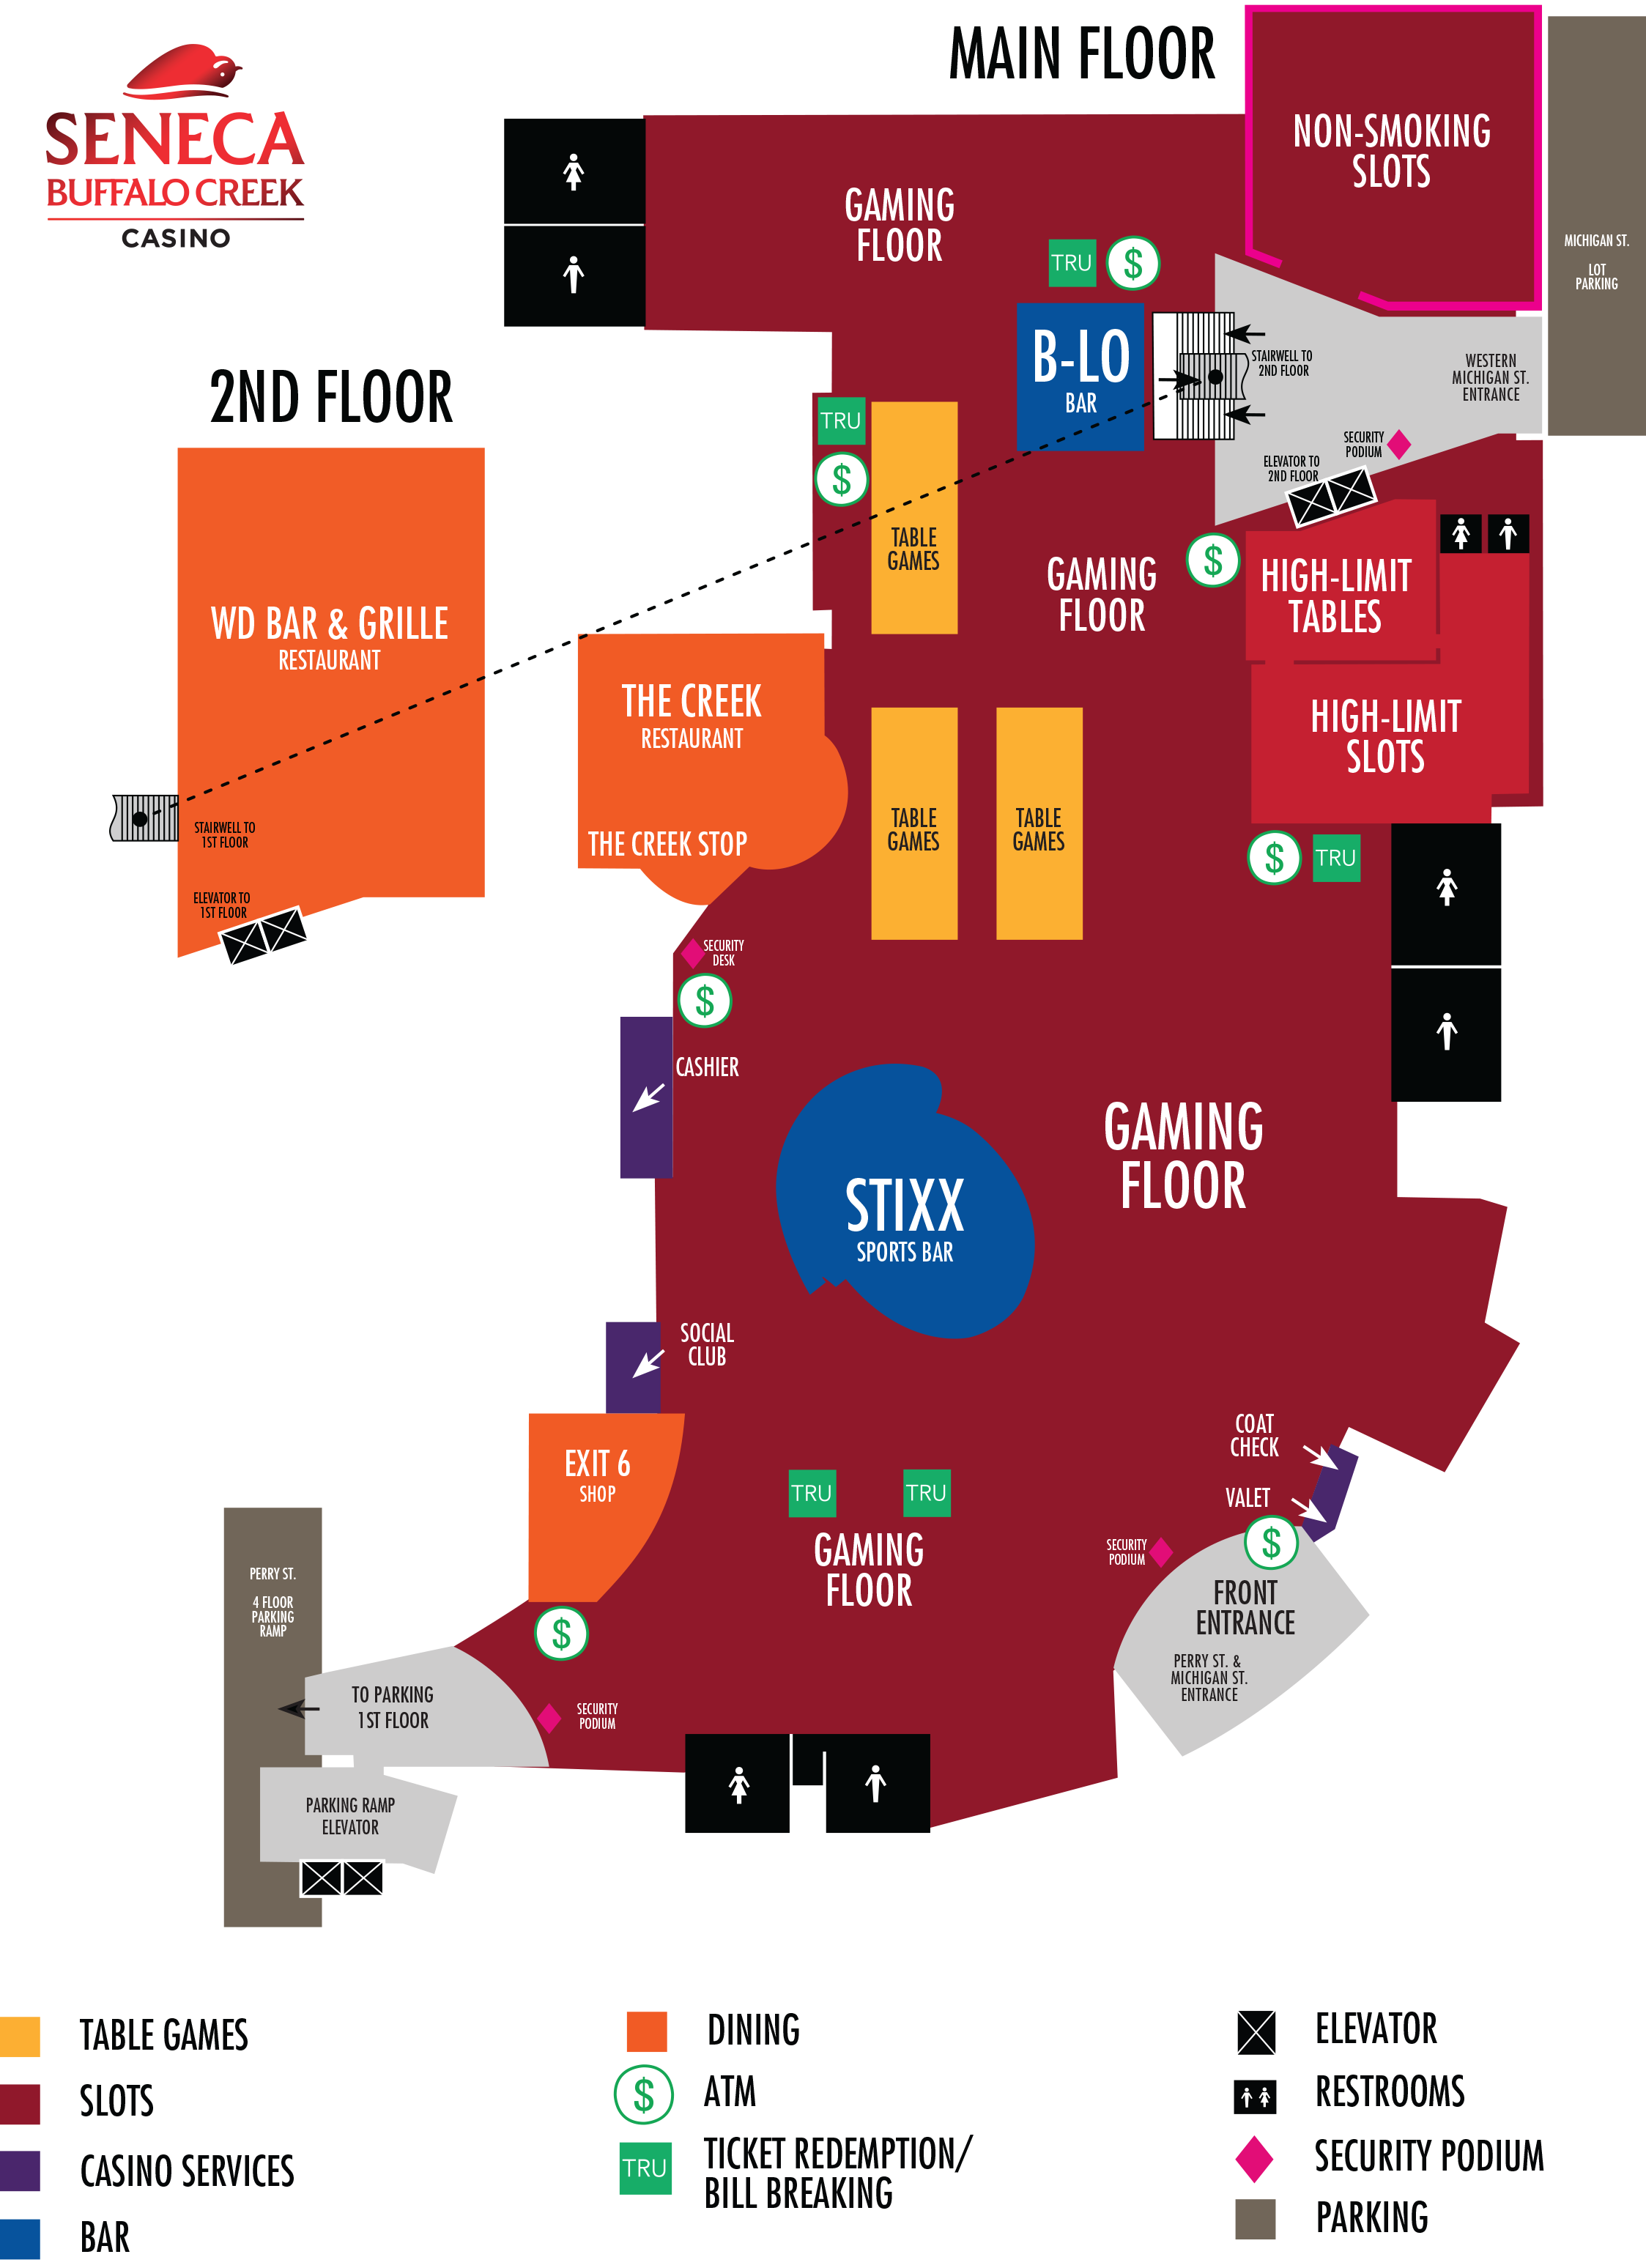 MAIN FLOOR
SENECA
BUFFALO CREEK
CASINO
NON-SMOKING
SLOTS
MICHIGAN ST.
LOT
PARKING
GAMING
FLOOR
TRU
$
B-LO
BAR
STAIRWELL TO
2ND FLOOR
WESTERN
MICHIGAN ST.
ENTRANCE
SECURITY
PODIUM
ELEVATOR TO
2ND FLOOR
2ND FLOOR
TRU
$
TABLE
GAMES
GAMING
FLOOR
$
HIGH-LIMIT
TABLES
WD BAR & GRILLE
RESTAURANT
THE CREEK
RESTAURANT
THE CREEK STOP
HIGH-LIMIT
SLOTS
STAIRWELL TO
1ST FLOOR
ELEVATOR TO
1ST FLOOR
TABLE
GAMES
TABLE
GAMES
$
TRU
SECURITY
DESK
$
CASHIER
STIXX
SPORTS BAR
GAMING
FLOOR
SOCIAL
CLUB
EXIT 6
SHOP
COAT
CHECK
VALET
TRU
TRU
GAMING
FLOOR
SECURITY
PODIUM
$
FRONT
ENTRANCE
PERRY ST. &
MICHIGAN ST.
ENTRANCE
PERRY ST.
4 FLOOR
PARKING
RAMP
$
TO PARKING
1ST FLOOR
SECURITY
PODIUM
PARKING RAMP
ELEVATOR
TABLE GAMES
SLOTS
CASINO SERVICES
BAR
DINING
$
ATM
TRU
TICKET REDEMPTION/
BILL BREAKING
ELEVATOR
RESTROOMS
SECURITY PODIUM
PARKING